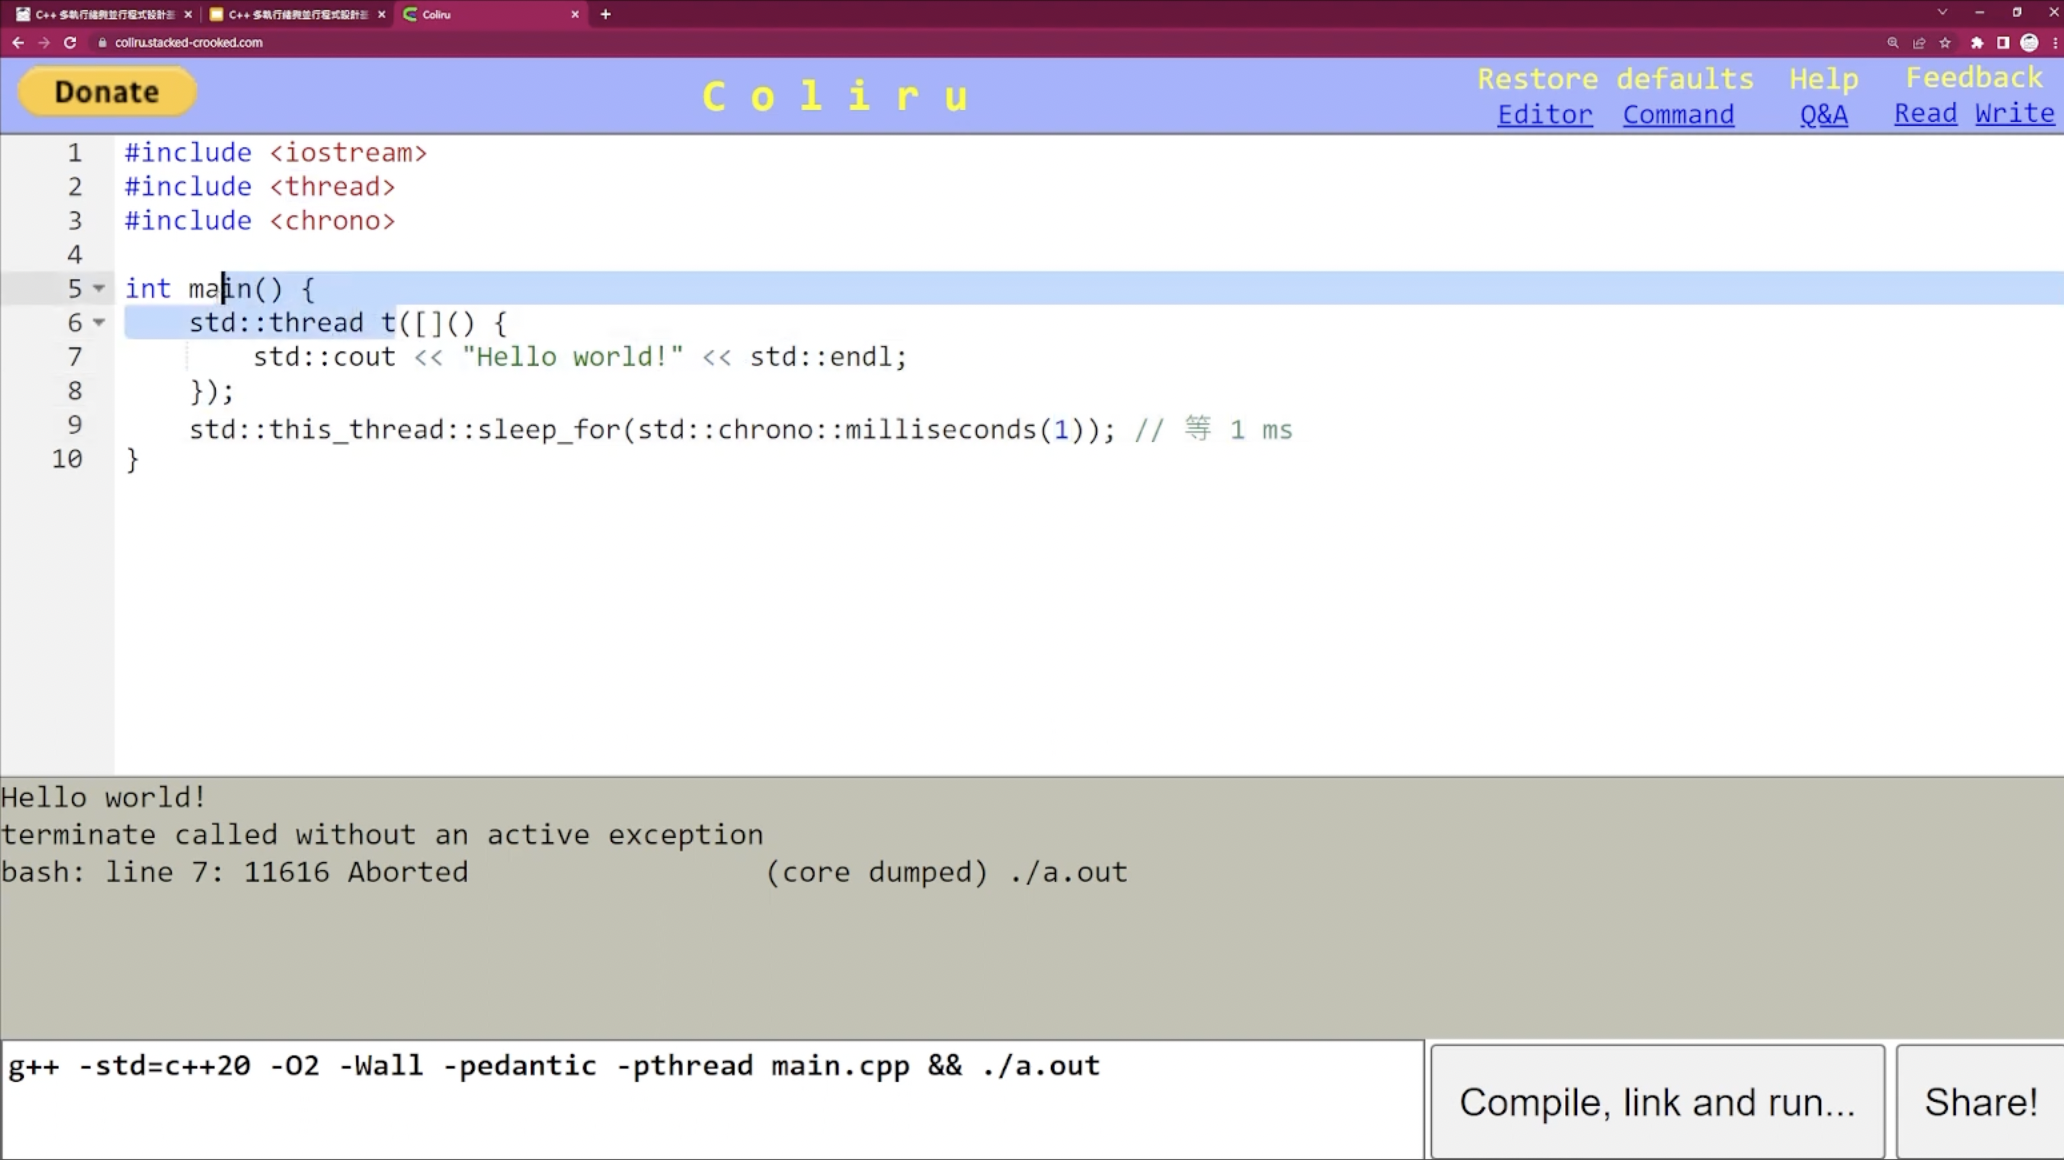 C++ 多執行緒與並行程式設計
C++ 多執行緒與並行程式設計
Coliru
coliru.stacked-crooked.com
Donate
Coliru
Restore defaults
Editor Command
Help
Q&A
Feedback
Read Write
1 #include <iostream>
2 #include <thread>
3 #include <chrono>
4
5 int main() {
6     std::thread t([]() {
7         std::cout << "Hello world!" << std::endl;
8     });
9     std::this_thread::sleep_for(std::chrono::milliseconds(1)); // 等 1 ms
10 }
Hello world!
terminate called without an active exception
bash: line 7: 11616 Aborted                 (core dumped) ./a.out
g++ -std=c++20 -O2 -Wall -pedantic -pthread main.cpp && ./a.out
Compile, link and run...
Share!